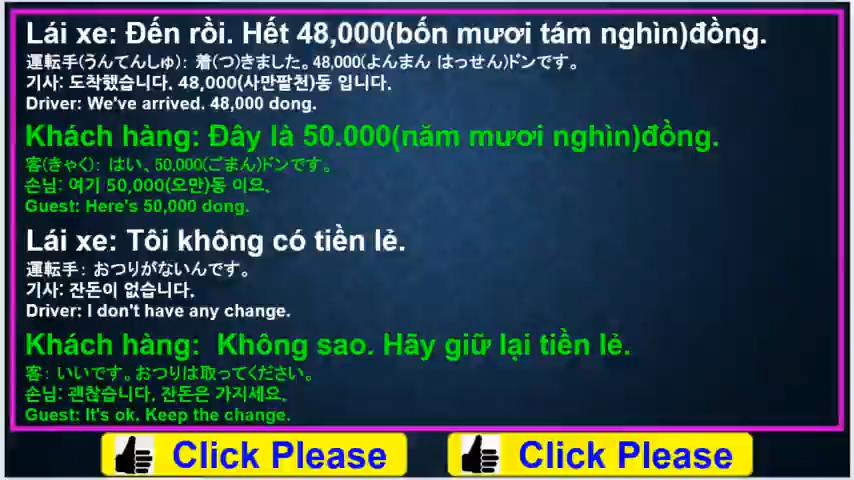 Lái xe: Đến rồi. Hết 48,000(bốn mươi tám nghìn)đồng.
運転手(うんてんしゅ)： 着(つ)きました。48,000(よんまん はっせん)ドンです。
기사: 도착했습니다. 48,000(사만팔천)동 입니다.
Driver: We've arrived. 48,000 dong.
Khách hàng: Đây là 50.000(năm mươi nghìn)đồng.
客(きゃく)： はい、50,000(ごまん)ドンです。
손님: 여기 50,000(오만)동 이요.
Guest: Here's 50,000 dong.
Lái xe: Tôi không có tiền lẻ.
運転手： おつりがないんです。
기사: 잔돈이 없습니다.
Driver: I don't have any change.
Khách hàng: Không sao. Hãy giữ lại tiền lẻ.
客： いいです。おつりは取ってください。
손님: 괜찮습니다. 잔돈은 가지세요.
Guest: It's ok. Keep the change.
Click Please
Click Please